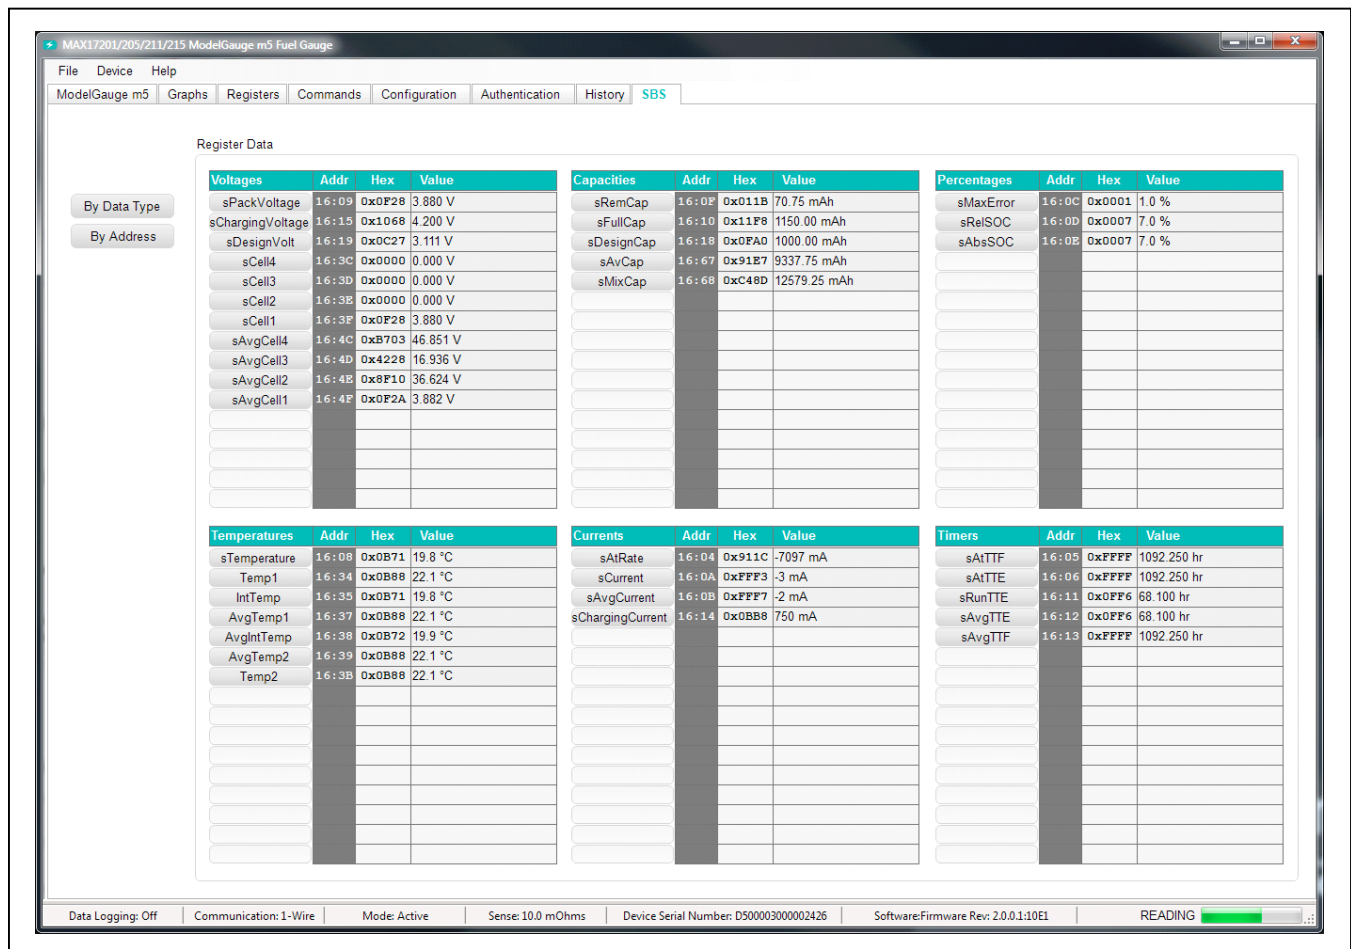 MAX17201/205/211/215 ModelGauge m5 Fuel Gauge
File Device Help
ModelGauge m5 Graphs Registers Commands Configuration Authentication History SBS
Register Data
By Data Type
By Address
Voltages Addr Hex Value
sPackVoltage 16:09 0x0F28 3.880 V
sChargingVoltage 16:15 0x1068 4.200 V
sDesignVolt 16:19 0x0C27 3.111 V
sCell4 16:3C 0x0000 0.000 V
sCell3 16:3D 0x0000 0.000 V
sCell2 16:3E 0x0000 0.000 V
sCell1 16:3F 0x0F28 3.880 V
sAvgCell4 16:4C 0xB703 46.851 V
sAvgCell3 16:4D 0x4228 16.936 V
sAvgCell2 16:4E 0x8F10 36.624 V
sAvgCell1 16:4F 0x0F2A 3.882 V
Capacities Addr Hex Value
sRemCap 16:0F 0x011B 70.75 mAh
sFullCap 16:10 0x11F8 1150.00 mAh
sDesignCap 16:18 0x0FA0 1000.00 mAh
sAvCap 16:67 0x91E7 9337.75 mAh
sMixCap 16:68 0xC48D 12579.25 mAh
Percentages Addr Hex Value
sMaxError 16:0C 0x0001 1.0 %
sRelSOC 16:0D 0x0007 7.0 %
sAbsSOC 16:0E 0x0007 7.0 %
Temperatures Addr Hex Value
sTemperature 16:08 0x0B71 19.8 °C
Temp1 16:34 0x0B88 22.1 °C
IntTemp 16:35 0x0B71 19.8 °C
AvgTemp1 16:37 0x0B88 22.1 °C
AvgIntTemp 16:38 0x0B72 19.9 °C
AvgTemp2 16:39 0x0B88 22.1 °C
Temp2 16:3B 0x0B88 22.1 °C
Currents Addr Hex Value
sAtRate 16:04 0x911C -7097 mA
sCurrent 16:0A 0xFFF3 -3 mA
sAvgCurrent 16:0B 0xFFF7 -2 mA
sChargingCurrent 16:14 0x0BB8 750 mA
Timers Addr Hex Value
sAtTTF 16:05 0xFFFF 1092.250 hr
sAtTTE 16:06 0xFFFF 1092.250 hr
sRunTTE 16:11 0x0FF6 68.100 hr
sAvgTTE 16:12 0x0FF6 68.100 hr
sAvgTTF 16:13 0xFFFF 1092.250 hr
Data Logging: Off Communication: 1-Wire Mode: Active Sense: 10.0 mOhms Device Serial Number: D500003000002426 Software:Firmware Rev: 2.0.0.1:10E1 READING